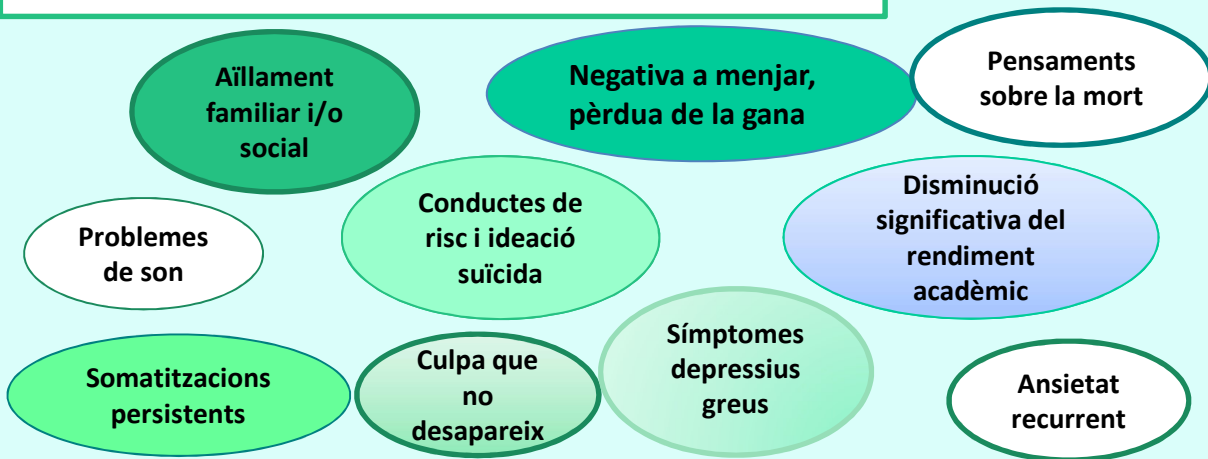 Aïllament
familiar i/o
social
Negativa a menjar,
pèrdua de la gana
Pensaments
sobre la mort
Problemes
de son
Conductes de
risc i ideació
suïcida
Disminució
significativa del
rendiment
acadèmic
Somatitzacions
persistents
Culpa que
no
desapareix
Símptomes
depressius
greus
Ansietat
recurrent